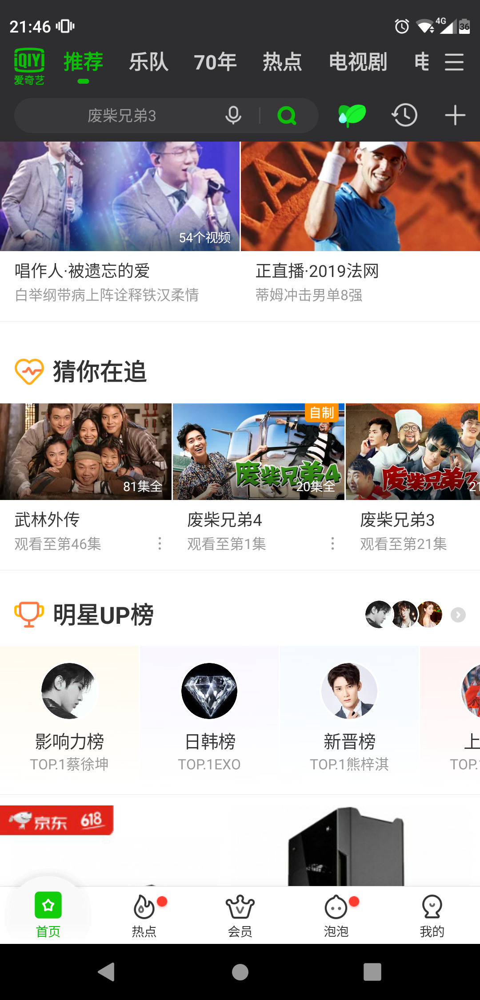 21:46
4G
36
iQIYI
爱奇艺
推荐 乐队 70年 热点 电视剧 电
废柴兄弟3
54个视频
唱作人·被遗忘的爱
白举纲带病上阵诠释铁汉柔情
正直播·2019法网
蒂姆冲击男单8强
猜你在追
81集全
自制
废柴兄弟4
20集全
废柴兄弟
21
武林外传
观看至第46集
废柴兄弟4
观看至第1集
废柴兄弟3
观看至第21集
明星UP榜
影响力榜
TOP.1蔡徐坤
日韩榜
TOP.1EXO
新晋榜
TOP.1熊梓淇
上
TOP.
京东 618
首页
热点
会员
泡泡
我的